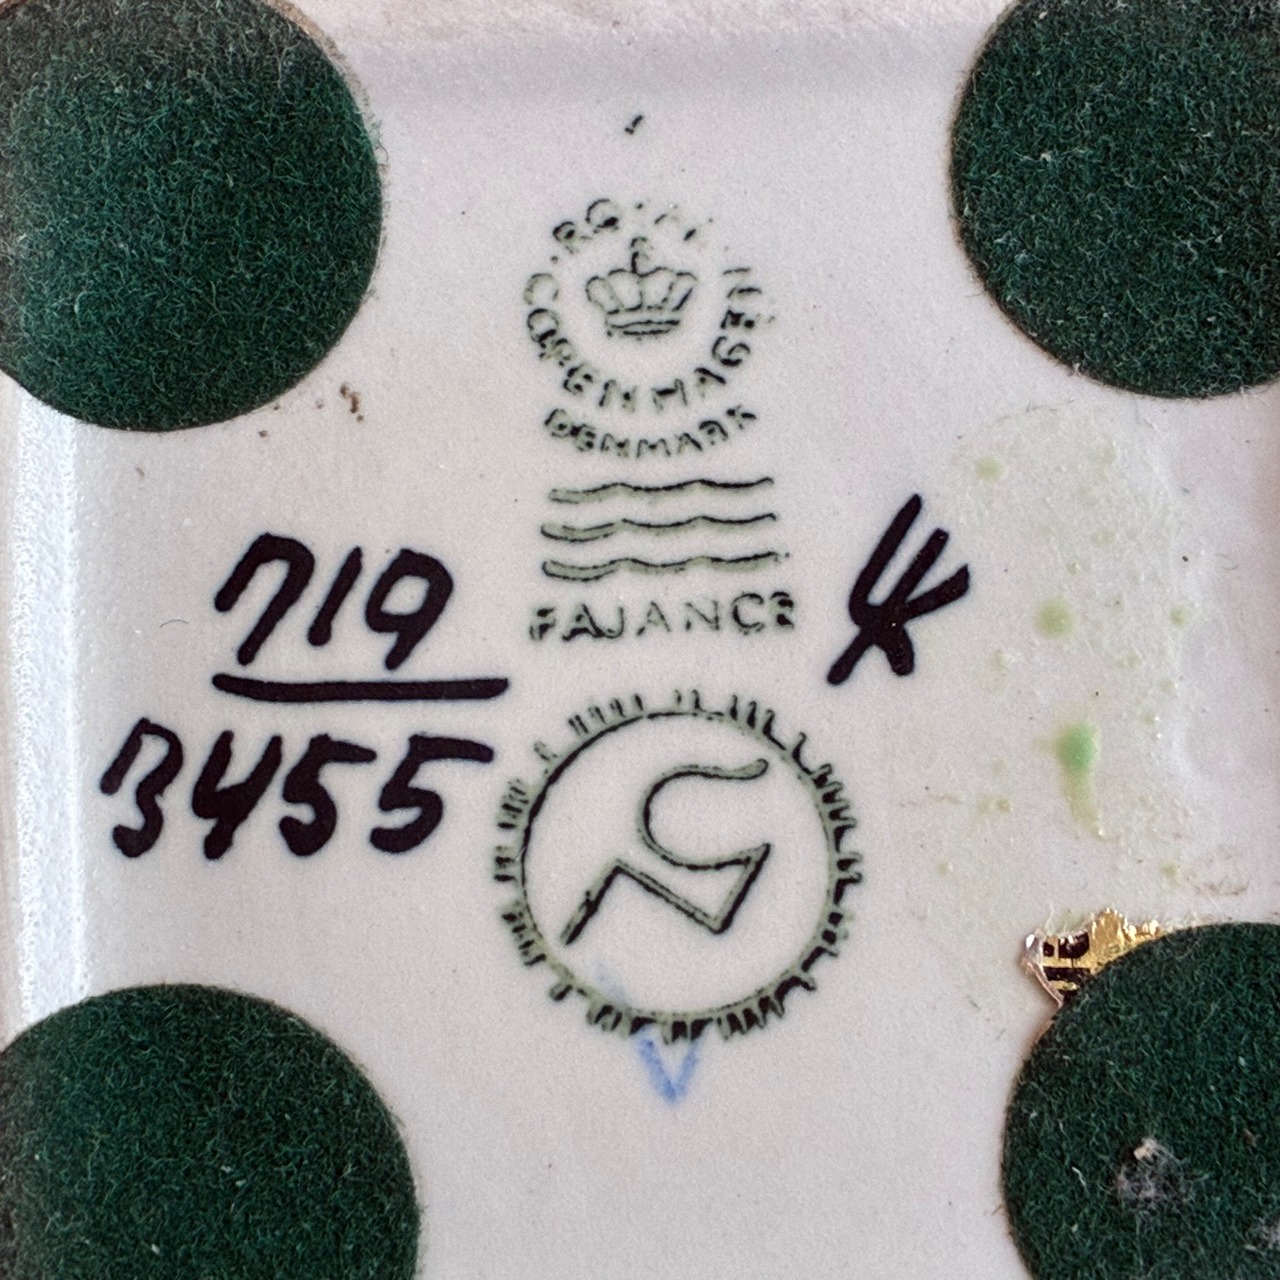 ROYAL
COPENHAGEN
DENMARK
FAJANCE
719
3455